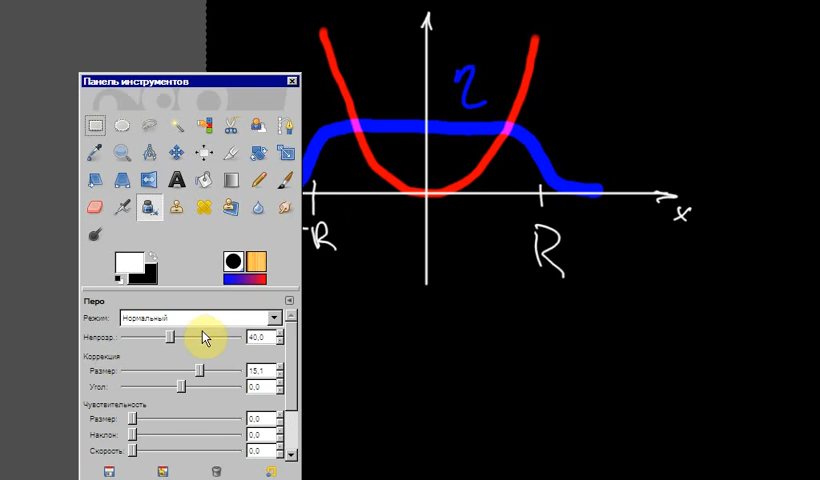 Панель инструментов
η
x
-R
R
Перо
Режим: Нормальный
Непрозр.: 40,0
Коррекция
Размер: 15,1
Угол: 0,0
Чувствительность
Размер: 0,0
Наклон: 0,0
Скорость: 0,0